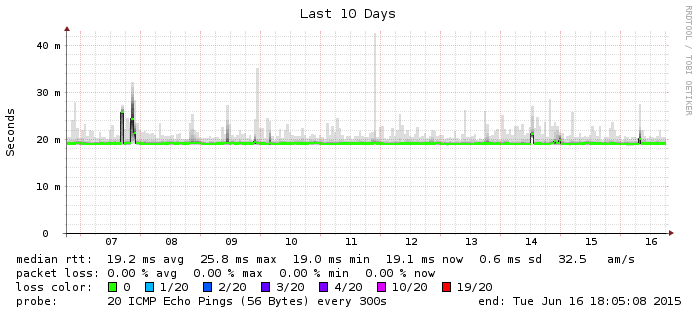 Last 10 Days
RRDTOOL / TOBI OETIKER
Seconds
40 m
30 m
20 m
10 m
0
07 08 09 10 11 12 13 14 15 16
median rtt: 19.2 ms avg 25.8 ms max 19.0 ms min 19.1 ms now 0.6 ms sd 32.5 am/s
packet loss: 0.00 % avg 0.00 % max 0.00 % min 0.00 % now
loss color: 0 1/20 2/20 3/20 4/20 10/20 19/20
probe: 20 ICMP Echo Pings (56 Bytes) every 300s end: Tue Jun 16 18:05:08 2015